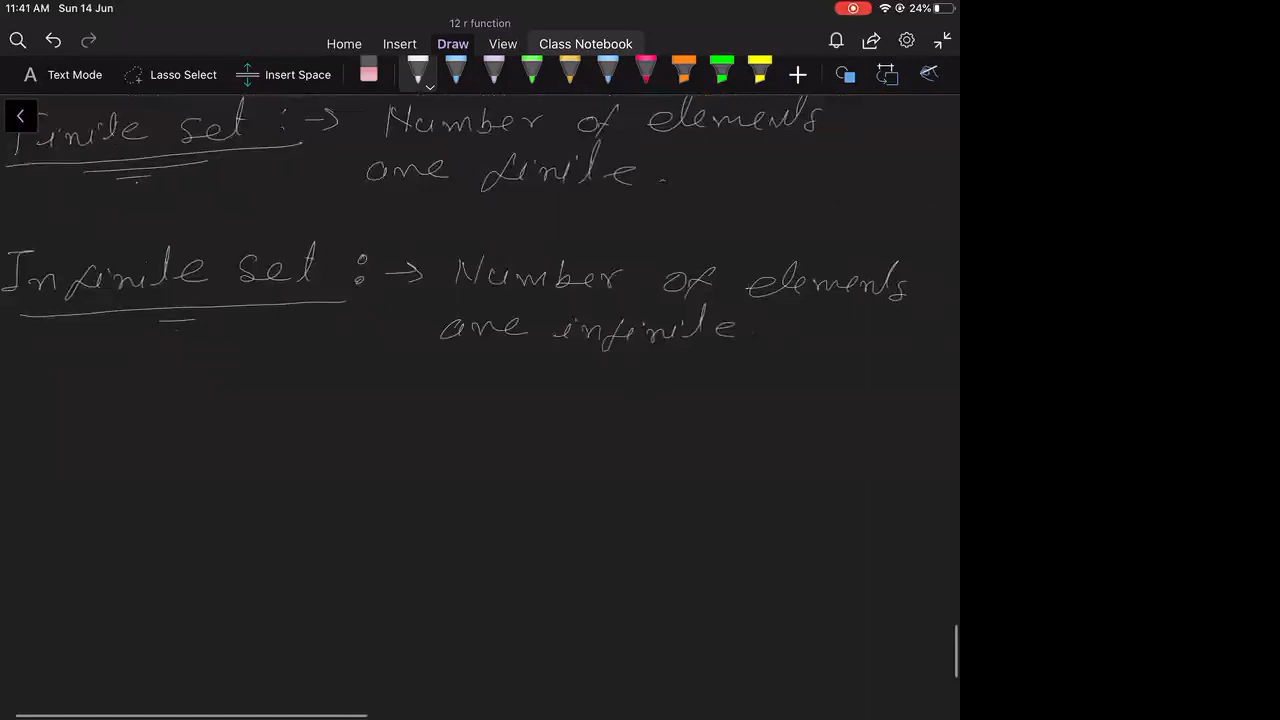 11:41 AM Sun 14 Jun
24%
12 r function
Home Insert Draw View Class Notebook
A Text Mode Lasso Select Insert Space
Finite set :→ Number of elements
are finite.
Infinite set :→ Number of elements
are infinite